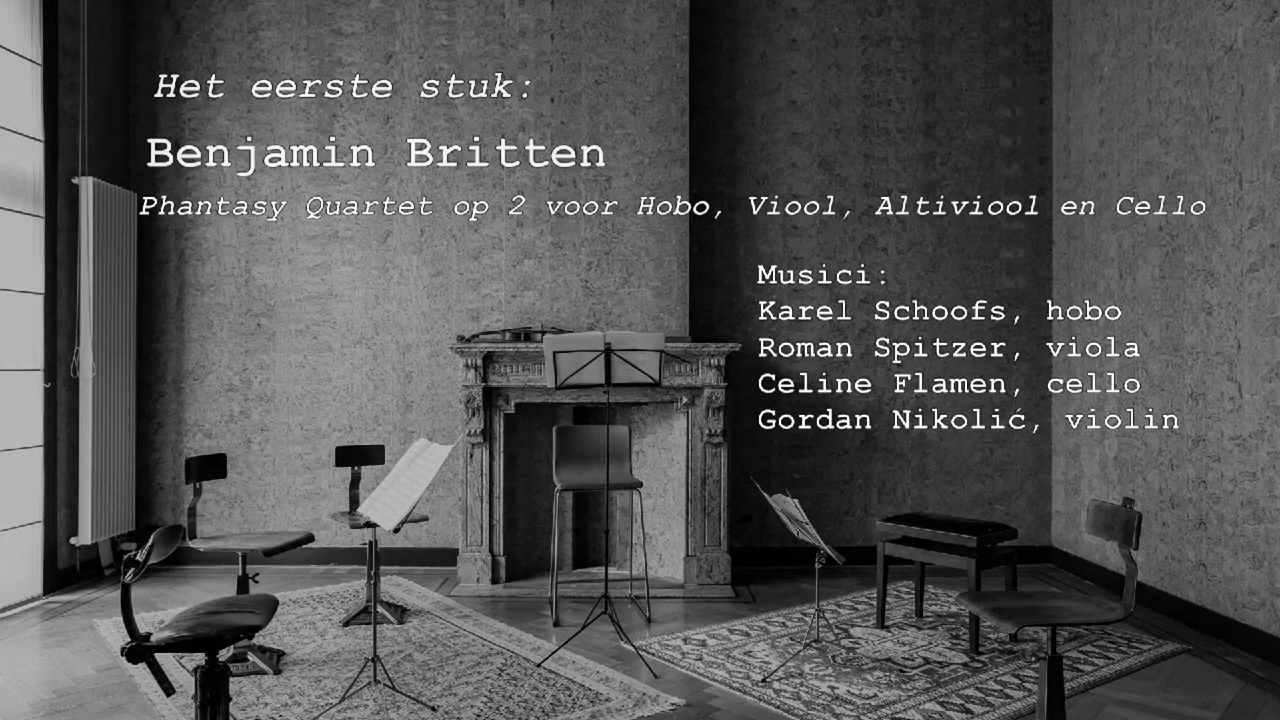 Het eerste stuk:
Benjamin Britten
Phantasy Quartet op 2 voor Hobo, Viool, Altiviool en Cello
Musici:
Karel Schoofs, hobo
Roman Spitzer, viola
Celine Flamen, cello
Gordan Nikolić, violin